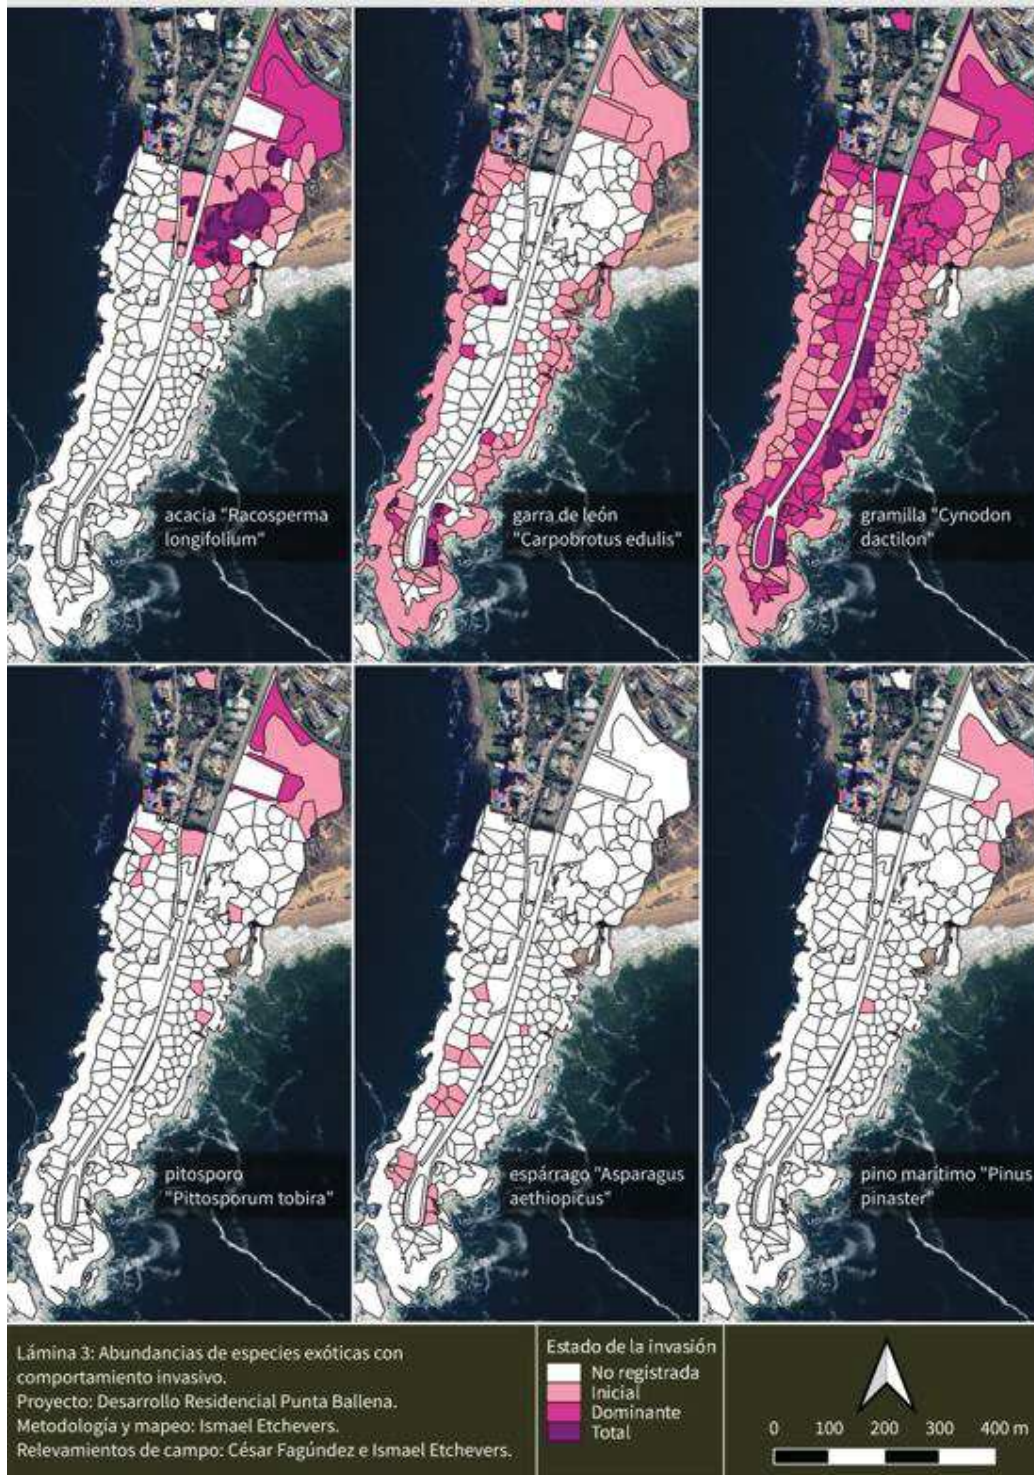 acacia "Racosperma
longifolium"
garra de león
"Carpobrotus edulis"
gramilla "Cynodon
dactilon"
pitosporo
"Pittosporum tobira"
espárrago "Asparagus
aethiopicus"
pino marítimo "Pinus
pinaster"
Lámina 3: Abundancias de especies exóticas con
comportamiento invasivo.
Proyecto: Desarrollo Residencial Punta Ballena.
Metodología y mapeo: Ismael Etchevers.
Relevamientos de campo: César Fagúndez e Ismael Etchevers.
Estado de la invasión
No registrada
Inicial
Dominante
Total
0 100 200 300 400 m